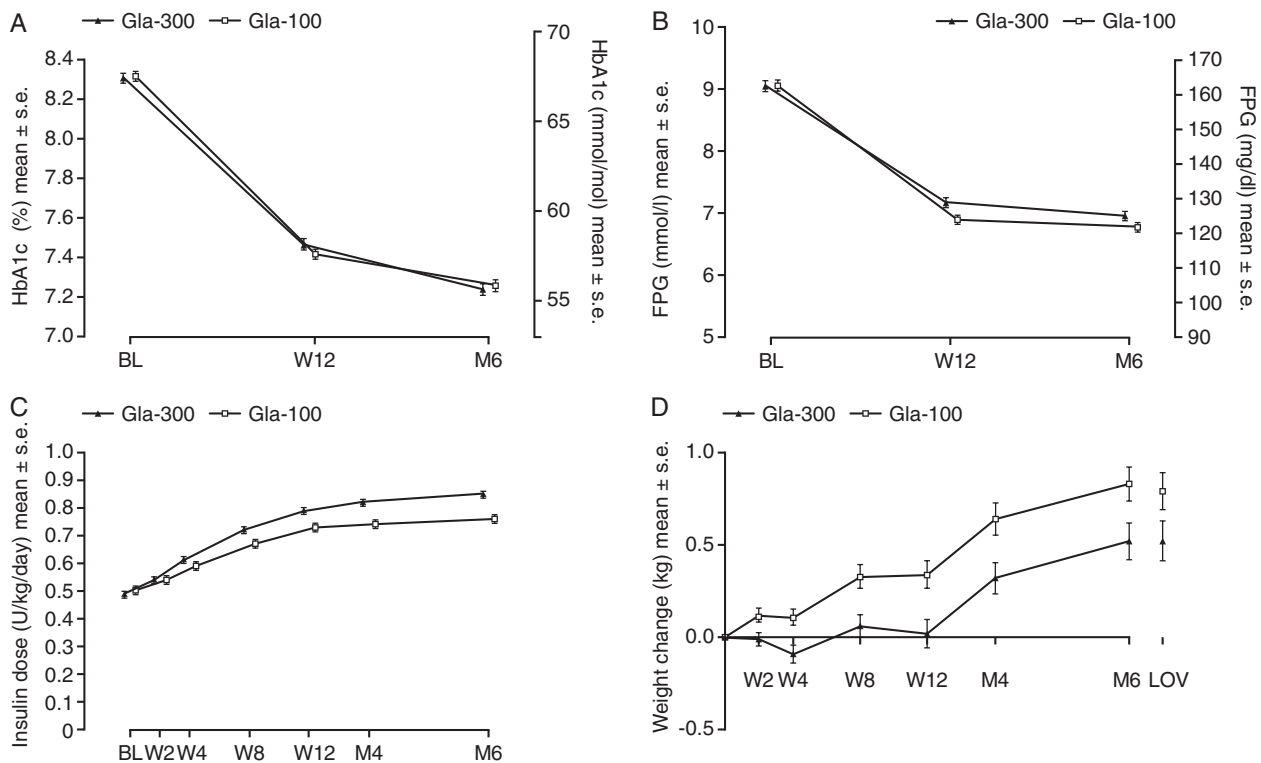 A
Gla-300
Gla-100
HbA1c (%) mean ± s.e.
8.4
8.2
8.0
7.8
7.6
7.4
7.2
7.0
70
65
60
55
HbA1c (mmol/mol) mean ± s.e.
BL
W12
M6
B
Gla-300
Gla-100
FPG (mmol/l) mean ± s.e.
10
9
8
7
6
5
170
160
150
140
130
120
110
100
90
FPG (mg/dl) mean ± s.e.
BL
W12
M6
C
Gla-300
Gla-100
Insulin dose (U/kg/day) mean ± s.e.
1.0
0.9
0.8
0.7
0.6
0.5
0.4
0.3
0.2
0.1
0
BL
W2
W4
W8
W12
M4
M6
D
Gla-300
Gla-100
Weight change (kg) mean ± s.e.
1.0
0.5
0.0
-0.5
W2
W4
W8
W12
M4
M6
LOV